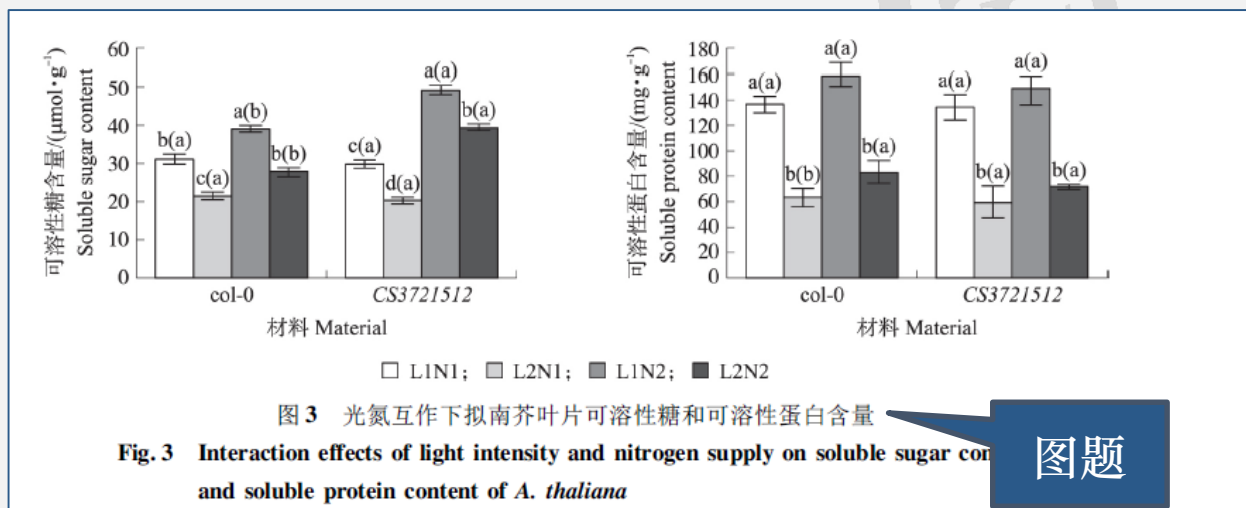 可溶性糖含量/(μmol·g⁻¹)
Soluble sugar content
60
50
40
30
20
10
0
b(a)
c(a)
a(b)
b(b)
c(a)
d(a)
a(a)
b(a)
col-0
CS3721512
材料 Material
可溶性蛋白含量/(mg·g⁻¹)
Soluble protein content
180
160
140
120
100
80
60
40
20
0
a(a)
b(b)
a(a)
b(a)
a(a)
b(a)
a(a)
b(a)
col-0
CS3721512
材料 Material
L1N1; L2N1; L1N2; L2N2
图 3 光氮互作下拟南芥叶片可溶性糖和可溶性蛋白含量
Fig. 3 Interaction effects of light intensity and nitrogen supply on soluble sugar
and soluble protein content of A. thaliana
图题